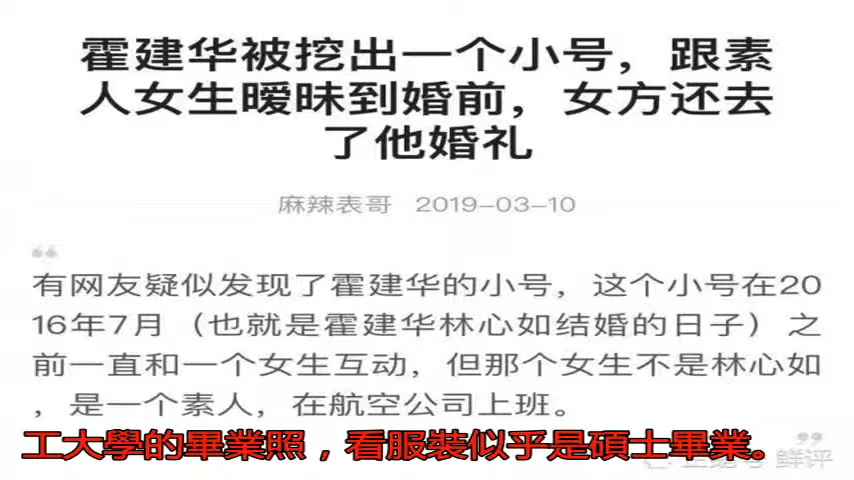 霍建华被挖出一个小号，跟素
人女生暧昧到婚前，女方还去
了他婚礼
麻辣表哥 2019-03-10
有网友疑似发现了霍建华的小号，这个小号在20
16年7月（也就是霍建华林心如结婚的日子）之
前一直和一个女生互动，但那个女生不是林心如
，是一个素人，在航空公司上班。
工大學的畢業照，看服裝似乎是碩士畢業。
鲜评